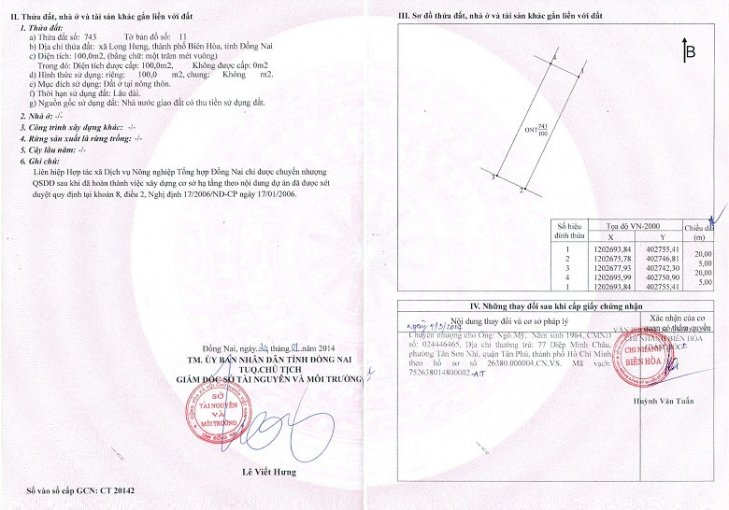 II. Thửa đất, nhà ở và tài sản khác gắn liền với đất
1. Thửa đất:
a) Thửa đất số: 743 Tờ bản đồ số: 11
b) Địa chỉ thửa đất: xã Long Hưng, thành phố Biên Hòa, tỉnh Đồng Nai
c) Diện tích: 100,0m2, (bằng chữ: một trăm mét vuông)
Trong đó: Diện tích được cấp: 100,0m2, Không được cấp: 0m2
d) Hình thức sử dụng: riêng: 100,0 m2, chung: Không m2.
e) Mục đích sử dụng: Đất ở tại nông thôn.
f) Thời hạn sử dụng đất: Lâu dài.
g) Nguồn gốc sử dụng đất: Nhà nước giao đất có thu tiền sử dụng đất.
2. Nhà ở: -/-
3. Công trình xây dựng khác: -/-
4. Rừng sản xuất là rừng trồng: -/-
5. Cây lâu năm: -/-
6. Ghi chú:
Liên hiệp Hợp tác xã Dịch vụ Nông nghiệp Tổng hợp Đồng Nai chỉ được chuyển nhượng
QSDĐ sau khi đã hoàn thành việc xây dựng cơ sở hạ tầng theo nội dung dự án đã được xét
duyệt quy định tại khoản 8, điều 2, Nghị định 17/2006/NĐ-CP ngày 17/01/2006.
Đồng Nai, ngày 20 tháng 01 năm 2014
TM. ỦY BAN NHÂN DÂN TỈNH ĐỒNG NAI
TUQ.CHỦ TỊCH
GIÁM ĐỐC SỞ TÀI NGUYÊN VÀ MÔI TRƯỜNG
SỞ
TÀI NGUYÊN
VÀ
MÔI TRƯỜNG
Lê Viết Hưng
Số vào sổ cấp GCN: CT 20142
III. Sơ đồ thửa đất, nhà ở và tài sản khác gắn liền với đất
B
4
1
ONT 743
100
3
2
Số hiệu đỉnh thửa Tọa độ VN-2000 Chiều dài
X Y (m)
1 1202693,84 402755,41
20,00
2 1202675,78 402746,81
5,00
3 1202677,93 402742,30
20,00
4 1202695,99 402750,90
5,00
1 1202693,84 402755,41
IV. Những thay đổi sau khi cấp giấy chứng nhận
Nội dung thay đổi và cơ sở pháp lý
Xác nhận của cơ
quan có thẩm quyền
CHI NHÁNH BIÊN HÒA
Chuyển nhượng cho Ông: Ngô Mỹ, Năm sinh 1964, CMND
số: 024446465, Địa chỉ thường trú: 77 Diệp Minh Châu,
phường Tân Sơn Nhì, quận Tân Phú, thành phố Hồ Chí Minh
theo hồ sơ số 26380.000004.CN.VS. Mã vạch:
752638014800002
CHI NHÁNH
BIÊN HÒA
Huỳnh Văn Tuấn